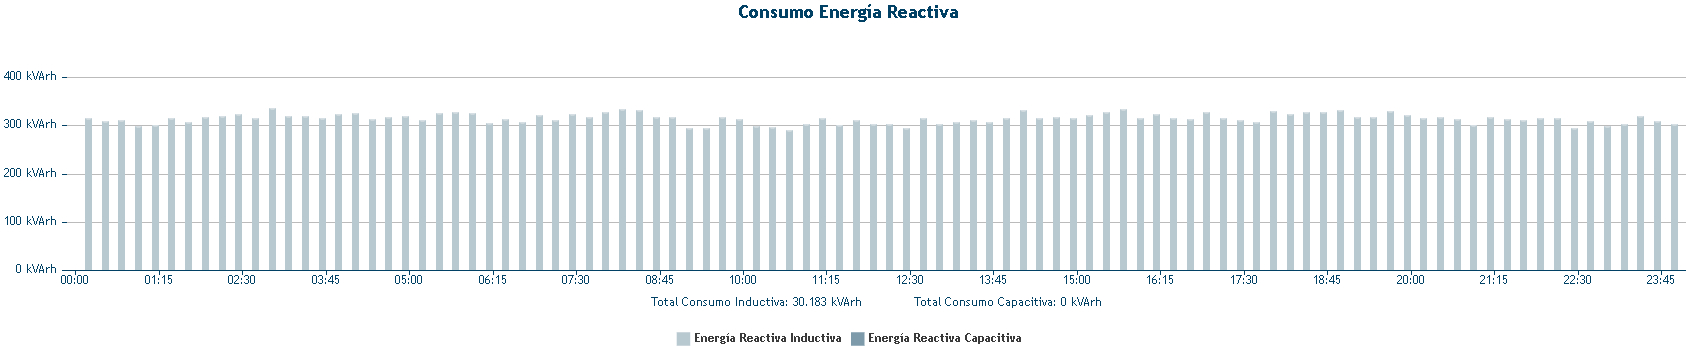 Consumo Energía Reactiva
400 kVArh
300 kVArh
200 kVArh
100 kVArh
0 kVArh
00:00 01:15 02:30 03:45 05:00 06:15 07:30 08:45 10:00 11:15 12:30 13:45 15:00 16:15 17:30 18:45 20:00 21:15 22:30 23:45
Total Consumo Inductiva: 30.183 kVArh Total Consumo Capacitiva: 0 kVArh
Energía Reactiva Inductiva Energía Reactiva Capacitiva